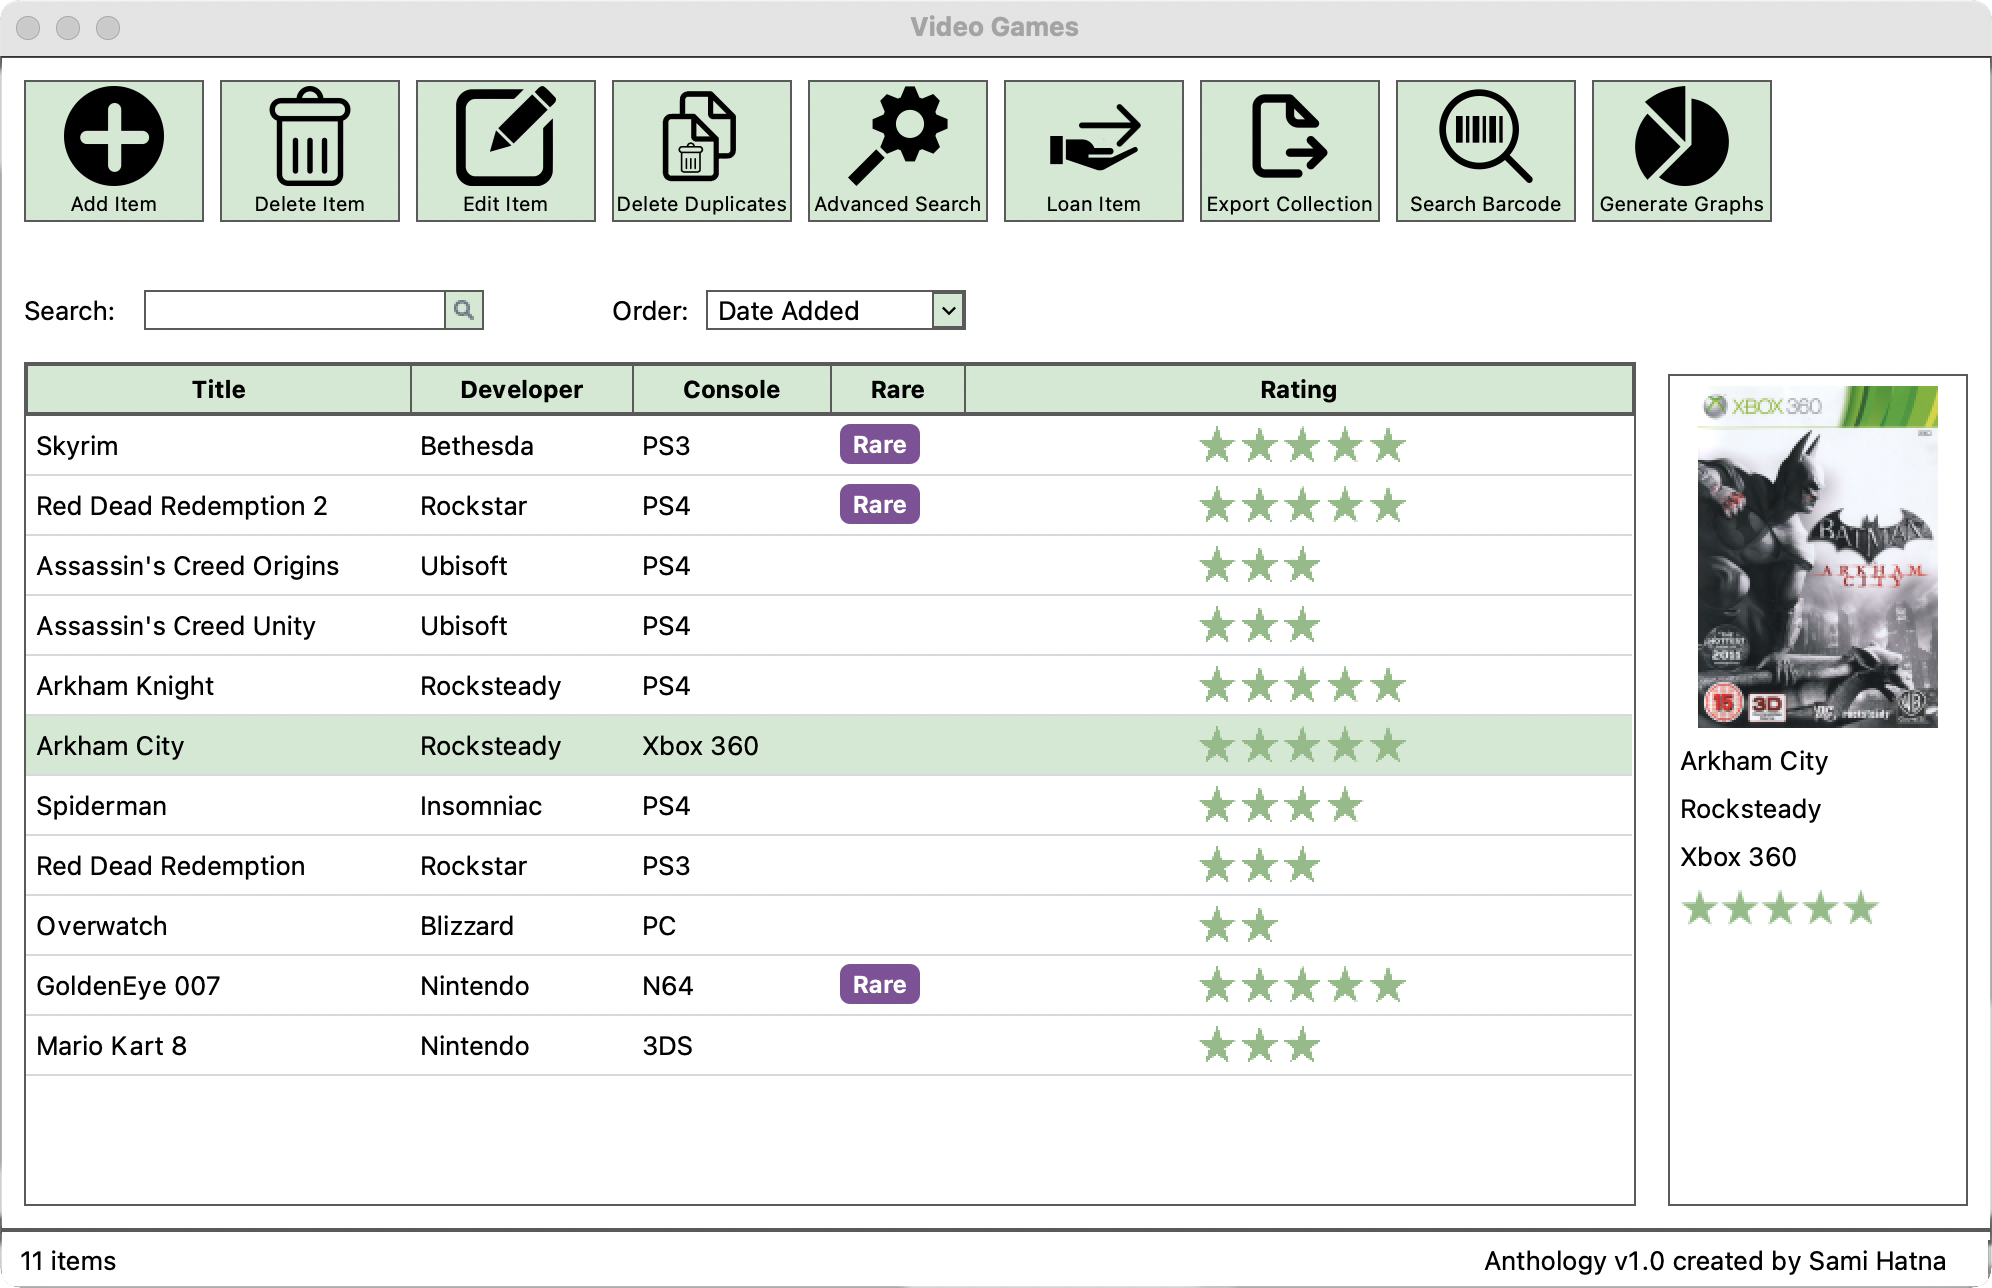 Video Games
Add Item
Delete Item
Edit Item
Delete Duplicates
Advanced Search
Loan Item
Export Collection
Search Barcode
Generate Graphs
Search:
Order: Date Added
Title Developer Console Rare Rating
Skyrim Bethesda PS3 Rare
Red Dead Redemption 2 Rockstar PS4 Rare
Assassin's Creed Origins Ubisoft PS4
Assassin's Creed Unity Ubisoft PS4
Arkham Knight Rocksteady PS4
Arkham City Rocksteady Xbox 360
Spiderman Insomniac PS4
Red Dead Redemption Rockstar PS3
Overwatch Blizzard PC
GoldenEye 007 Nintendo N64 Rare
Mario Kart 8 Nintendo 3DS
XBOX 360
BATMAN
ARKHAM
CITY
2011
15
3D
rocksteady
Arkham City
Rocksteady
Xbox 360
11 items
Anthology v1.0 created by Sami Hatna